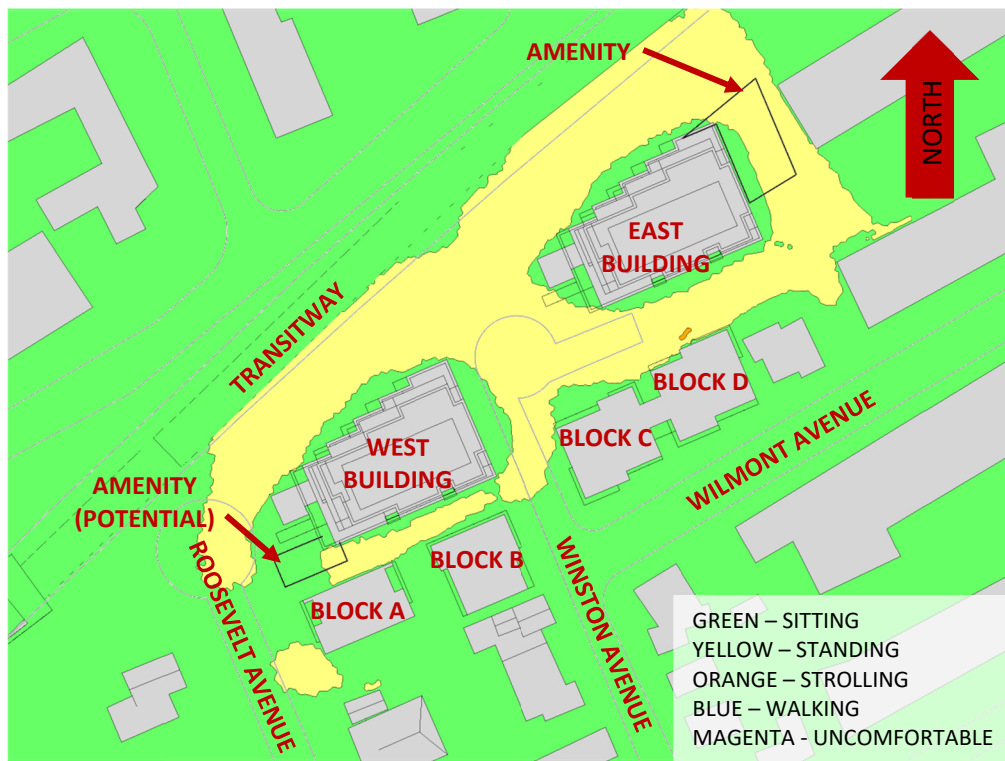 AMENITY
NORTH
EAST
BUILDING
TRANSITWAY
BLOCK D
BLOCK C
WEST
BUILDING
WILMONT AVENUE
AMENITY
(POTENTIAL)
BLOCK B
BLOCK A
ROOSEVELT AVENUE
WINSTON AVENUE
GREEN – SITTING
YELLOW – STANDING
ORANGE – STROLLING
BLUE – WALKING
MAGENTA - UNCOMFORTABLE